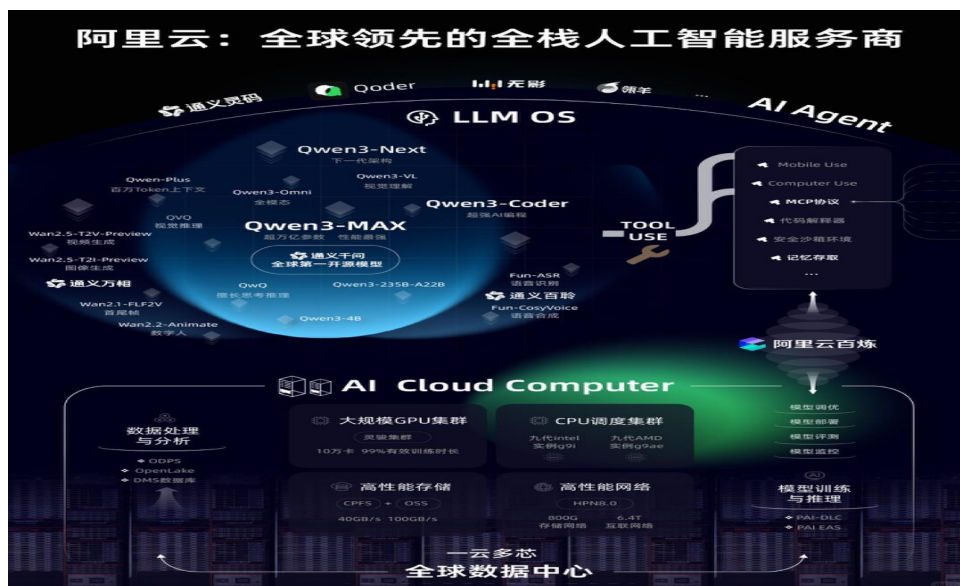 阿里云：全球领先的全栈人工智能服务商
通义灵码
Qoder
无影
瓴羊
...
AI Agent
LLM OS
Qwen3-Next
下一代架构
Qwen-Plus
百万Token上下文
Qwen3-Omni
全模态
Qwen3-VL
视觉理解
QVQ
视觉推理
Qwen3-MAX
超万亿参数 性能最强
Qwen3-Coder
超强AI编程
通义千问
全球第一开源模型
Wan2.5-T2V-Preview
视频生成
Wan2.5-T2I-Preview
图像生成
通义万相
Wan2.1-FLF2V
首尾帧
Wan2.2-Animate
数字人
QwQ
擅长思考推理
Qwen3-235B-A22B
Qwen3-4B
Fun-ASR
语音识别
通义百聆
Fun-CosyVoice
语音合成
TOOL
USE
Mobile Use
Computer Use
MCP协议
代码解释器
安全沙箱环境
记忆存取
...
阿里云百炼
AI Cloud Computer
数据处理
与分析
ODPS
OpenLake
DMS数据库
大规模GPU集群
灵骏集群
10万卡 99%有效训练时长
CPU调度集群
九代intel
实例g9i
九代AMD
实例g9ae
高性能存储
CPFS + OSS
40GB/s 100GB/s
高性能网络
HPN8.0
800G
存储网络
6.4T
互联网络
模型调优
模型部署
模型评测
模型监控
AI
模型训练
与推理
PAI-DLC
PAI EAS
一云多芯
全球数据中心